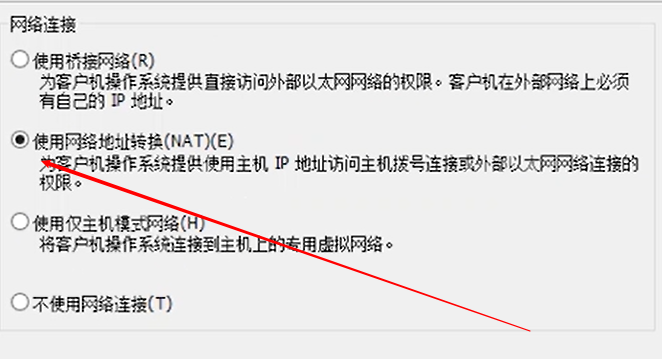 网络连接
使用桥接网络(R)
为客户机操作系统提供直接访问外部以太网网络的权限。客户机在外部网络上必须
有自己的 IP 地址。
使用网络地址转换(NAT)(E)
为客户机操作系统提供使用主机 IP 地址访问主机拨号连接或外部以太网网络连接的
权限。
使用仅主机模式网络(H)
将客户机操作系统连接到主机上的专用虚拟网络。
不使用网络连接(T)